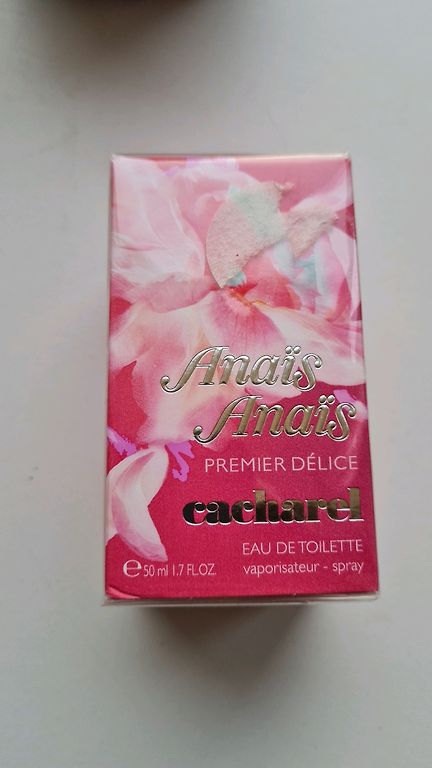 Anaïs
Anaïs
PREMIER DÉLICE
cacharel
EAU DE TOILETTE
℮ 50 ml 1.7 FL.OZ. vaporisateur - spray